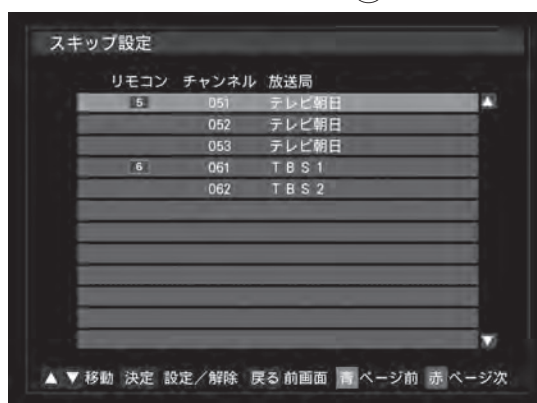 スキップ設定
リモコン チャンネル 放送局
5 051 テレビ朝日
052 テレビ朝日
053 テレビ朝日
6 061 ＴＢＳ１
062 ＴＢＳ２
▲ ▼ 移動 決定 設定／解除 戻る 前画面 青 ページ前 赤 ページ次